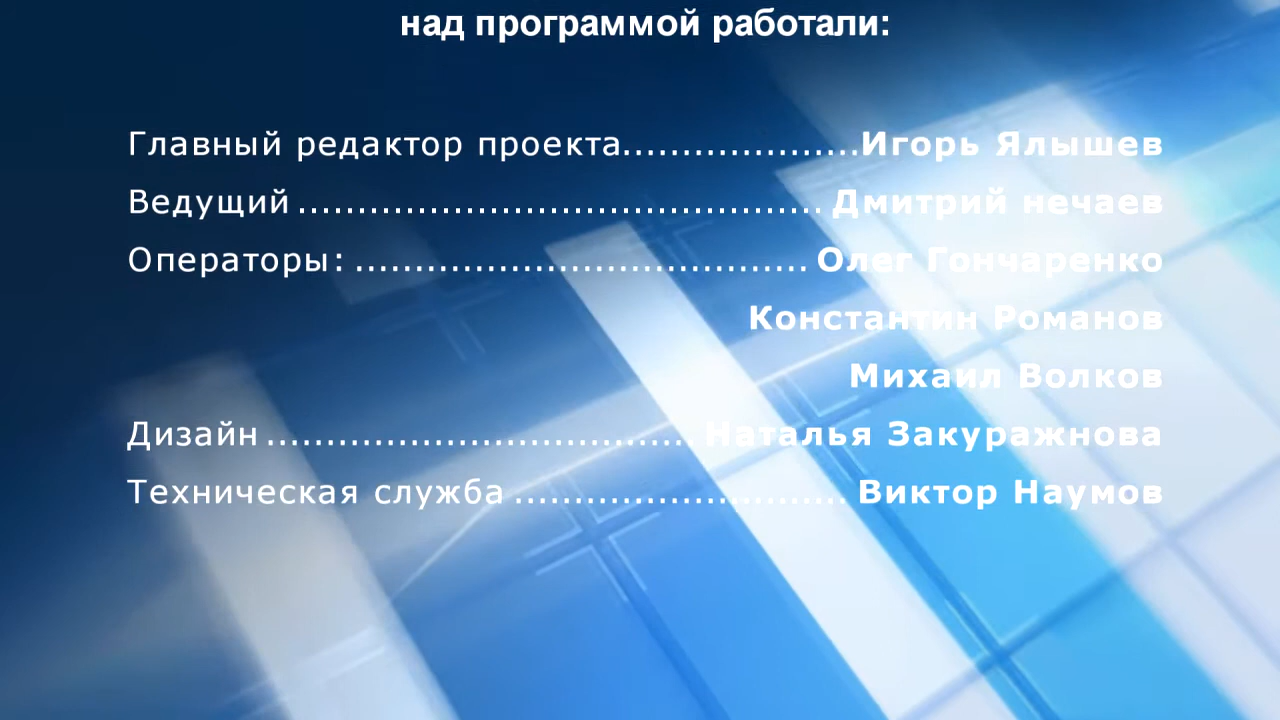 над программой работали:
Главный редактор проекта....................Игорь Ялышев
Ведущий ............................................ Дмитрий нечаев
Операторы: ...................................... Олег Гончаренко
Константин Романов
Михаил Волков
Дизайн .................................... Наталья Закуражнова
Техническая служба ............................ Виктор Наумов